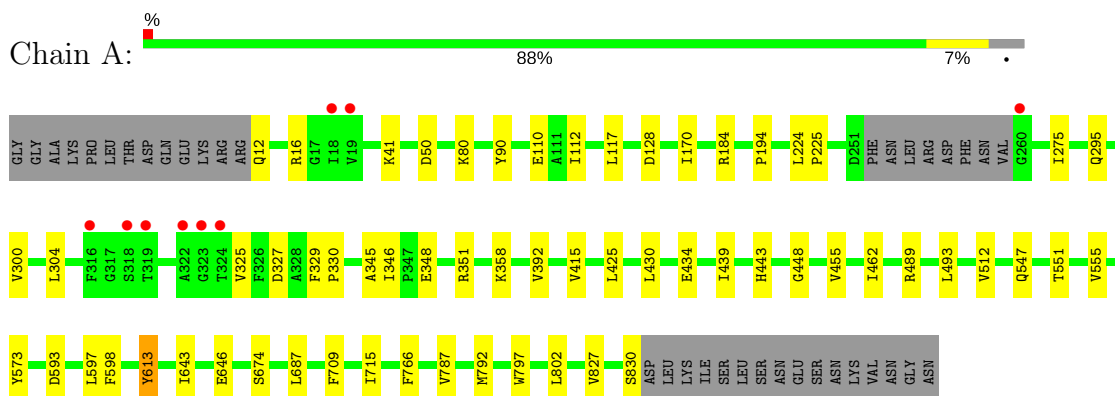 %
Chain A:
88%
7%
•
GLY GLY ALA LYS PRO LEU THR ASP GLN GLU LYS ARG ARG Q12 R16 G17 I18 V19 K41 D50 K80 Y90 E110 A111 I112 L117 D128 I170 R184 P194 L224 P225 D251 PHE ASN LEU ARG ASP PHE ASN VAL G260 I275 Q295
V300 L304 F316 G317 S318 T319 A322 G323 T324 V325 F326 D327 A328 F329 P330 A345 I346 P347 E348 R351 K358 V392 V415 L425 L430 E434 I439 H443 G448 V455 I462 R489 L493 V512 Q547 T551 V555
Y573 D593 L597 F598 Y613 I643 E646 S674 L687 F709 I715 F766 V787 M792 W797 L802 V827 S830 ASP LEU LYS ILE SER LEU SER ASN GLU SER ASN LYS VAL ASN GLY ASN